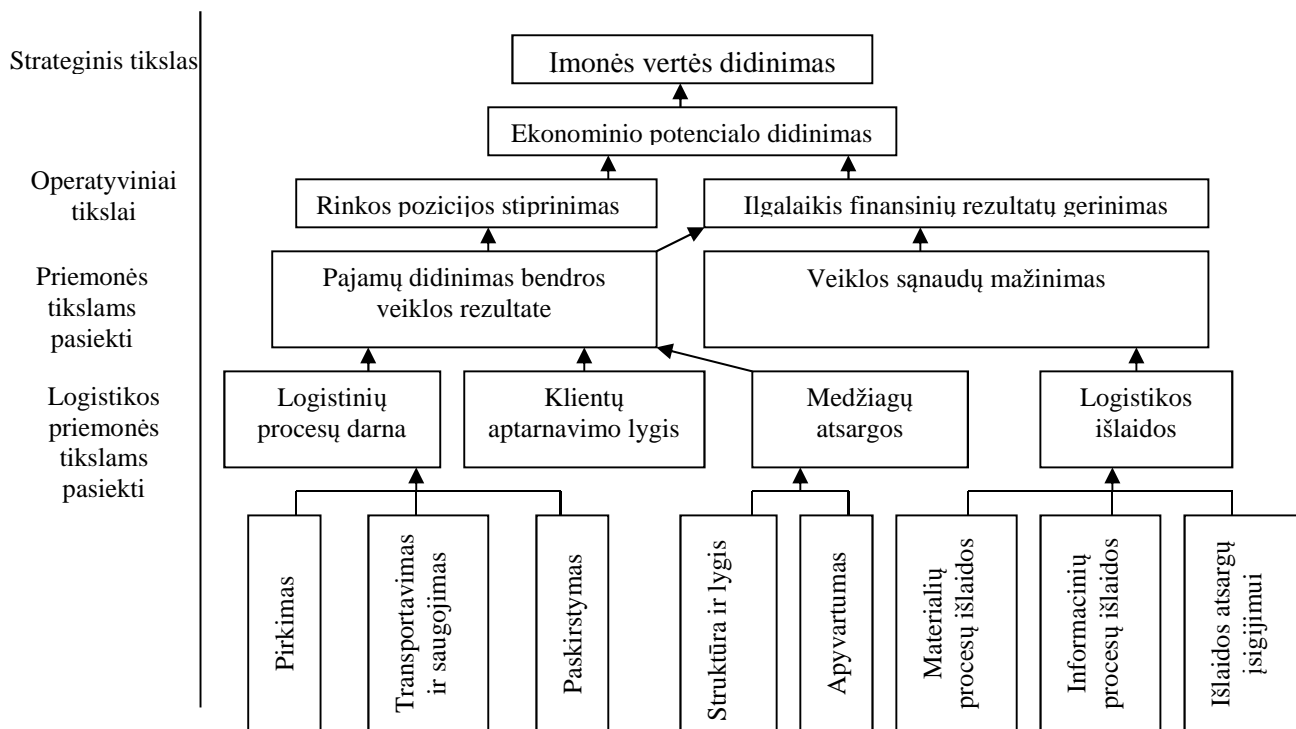 Strateginis tikslas
Imonės vertės didinimas
Ekonominio potencialo didinimas
Operatyviniai
tikslai
Rinkos pozicijos stiprinimas
Ilgalaikis finansinių rezultatų gerinimas
Priemonės
tikslams
pasiekti
Pajamų didinimas bendros
veiklos rezultate
Veiklos sąnaudų mažinimas
Logistikos
priemonės
tikslams
pasiekti
Logistinių
procesų darna
Klientų
aptarnavimo lygis
Medžiagų
atsargos
Logistikos
išlaidos
Pirkimas
Transportavimas
ir saugojimas
Paskirstymas
Struktūra ir lygis
Apyvartumas
Materialių
procesų išlaidos
Informacinių
procesų išlaidos
Išlaidos atsargų
įsigijimui